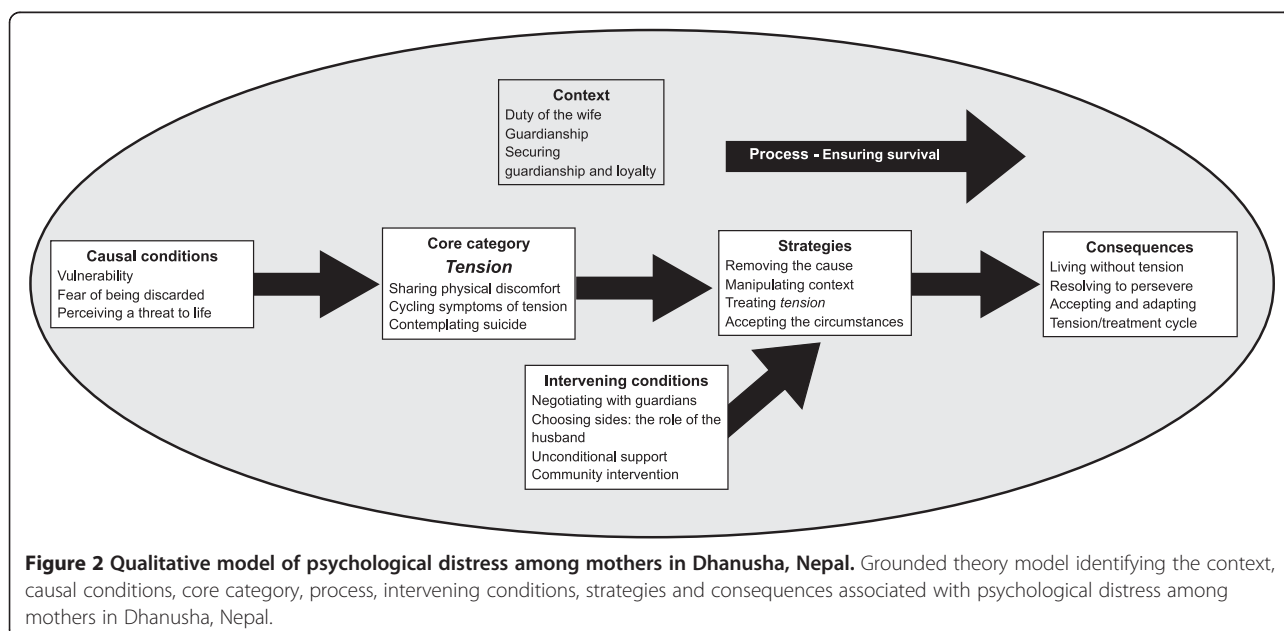 Context
Duty of the wife
Guardianship
Securing
guardianship and loyalty
Process - Ensuring survival
Causal conditions
Vulnerability
Fear of being discarded
Perceiving a threat to life
Core category
Tension
Sharing physical discomfort
Cycling symptoms of tension
Contemplating suicide
Strategies
Removing the cause
Manipulating context
Treating tension
Accepting the circumstances
Consequences
Living without tension
Resolving to persevere
Accepting and adapting
Tension/treatment cycle
Intervening conditions
Negotiating with guardians
Choosing sides: the role of the
husband
Unconditional support
Community intervention
Figure 2 Qualitative model of psychological distress among mothers in Dhanusha, Nepal. Grounded theory model identifying the context,
causal conditions, core category, process, intervening conditions, strategies and consequences associated with psychological distress among
mothers in Dhanusha, Nepal.